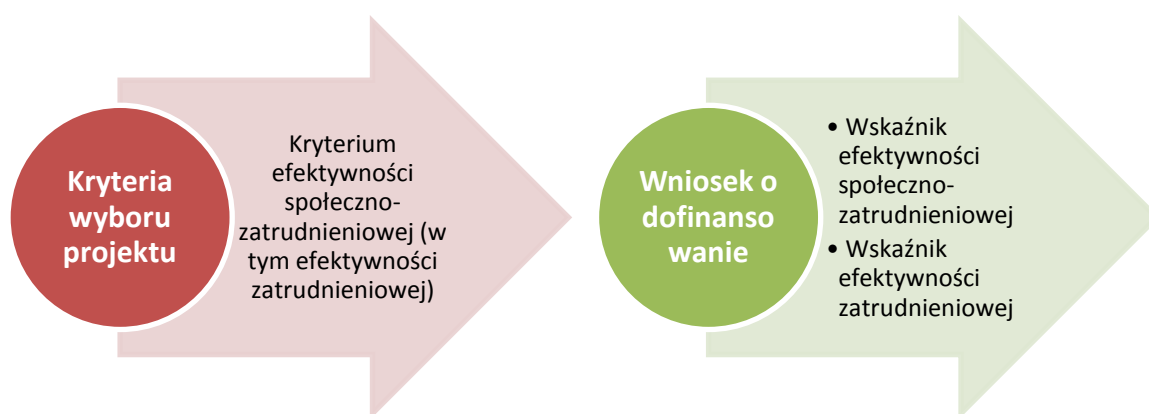 Kryteria
wyboru
projektu
Kryterium
efektywności
społeczno-
zatrudnieniowej (w
tym efektywności
zatrudnieniowej)
Wniosek o
dofinanso
wanie
• Wskaźnik
efektywności
społeczno-
zatrudnieniowej
• Wskaźnik
efektywności
zatrudnieniowej